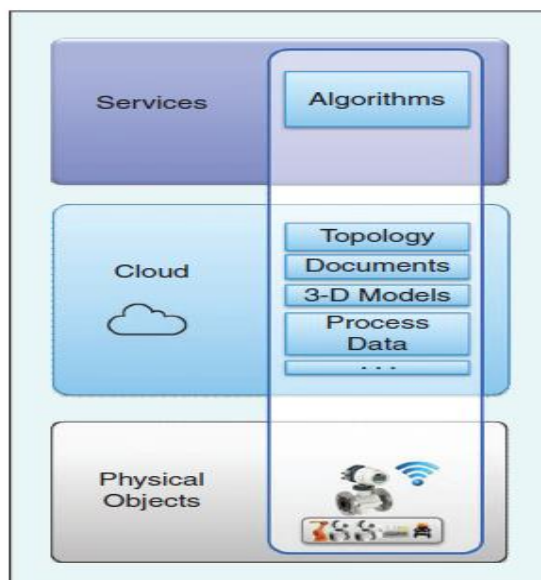 Services
Algorithms
Cloud
Topology
Documents
3-D Models
Process
Data
. . .
Physical
Objects